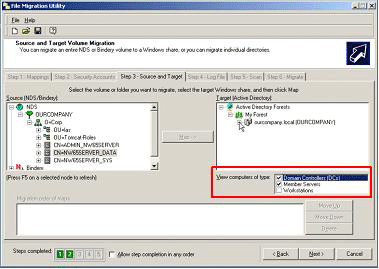 File Migration Utility
File Help
Source and Target Volume Migration
You can migrate an entire NDS or Bindery volume to a Windows share, or you can migrate individual directories.
Step 1 - Mappings
Step 2 - Security Accounts
Step 3 - Source and Target
Step 4 - Log File
Step 5 - Scan
Step 6 - Migrate
Select the volume or folder you want to migrate, select the target Windows share, and then click Map
Source (NDS/Bindery):
NDS
OURCOMPANY
O=Corp
OU=Tomcat-Roles
CN=ADMIN_NW65SERVER
CN=NW65SERVER_DATA
CN=NW65SERVER_SYS
Bindery
(Press F5 on a selected node to refresh)
Map ->
Target (Active Directory):
Active Directory Forests
My Forest
ourcompany.local (OURCOMPANY)
View computers of type:
Domain Controllers (DCs)
Member Servers
Workstations
Migration order of maps:
Move Up
Move Down
Delete
Steps completed:
1 2 3 4 5
Allow step completion in any order
< Back
Next >
Cancel